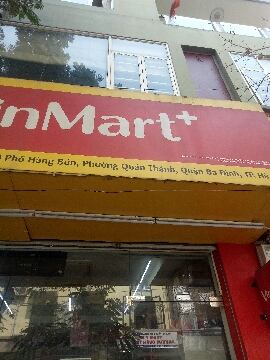 inMart+
Phố Hàng Bún, Phường Quán Thánh, Quận Ba Đình, TP. Hà